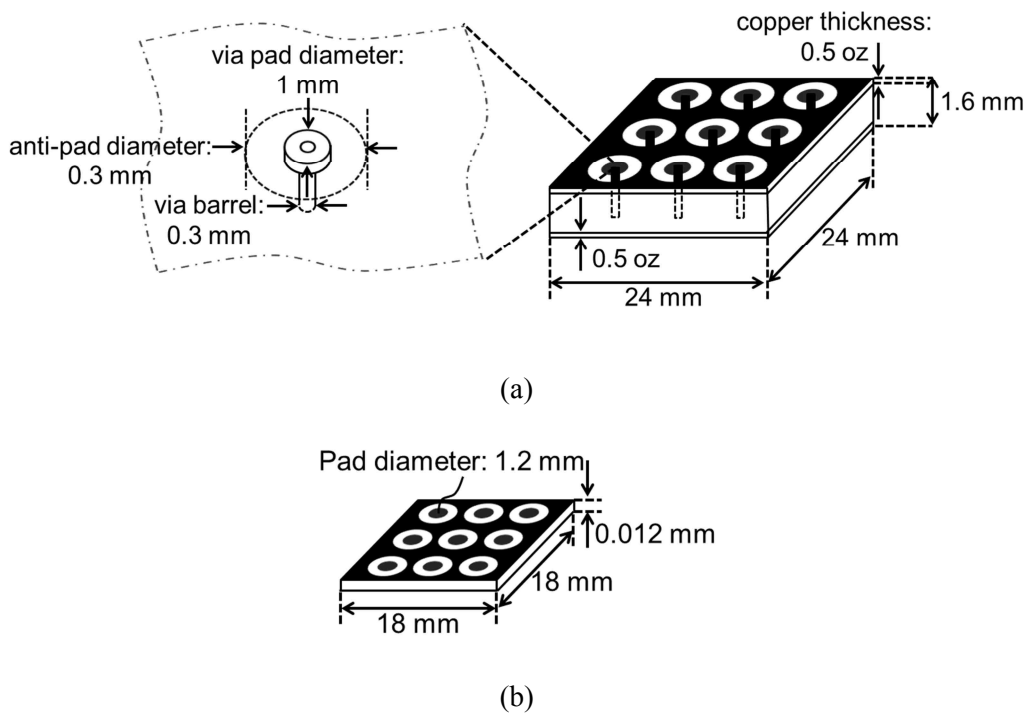 (a)
copper thickness:
0.5 oz
via pad diameter:
1 mm
1.6 mm
anti-pad diameter:
0.3 mm
via barrel:
0.3 mm
0.5 oz
24 mm
24 mm
(a)
Pad diameter: 1.2 mm
0.012 mm
18 mm
18 mm
(b)